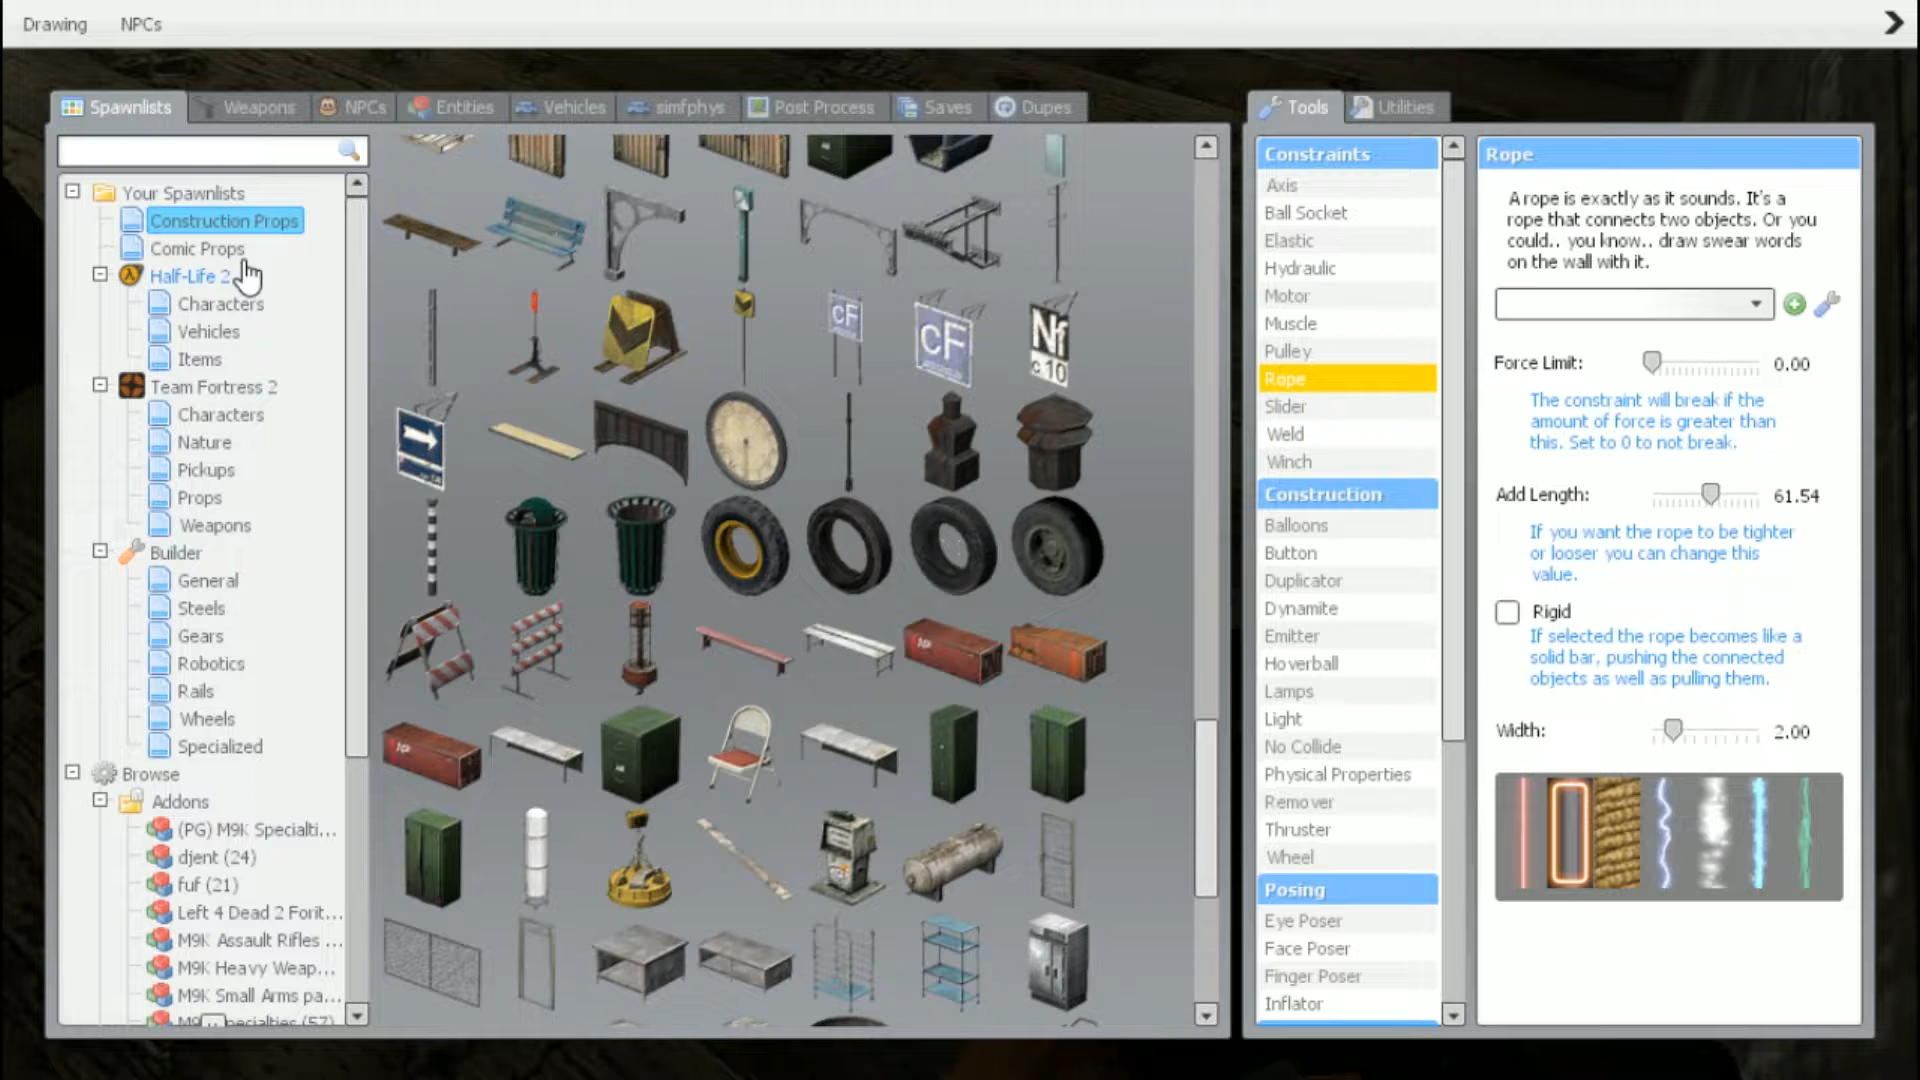 Drawing NPCs
Spawnlists Weapons NPCs Entities Vehicles simfphys Post Process Saves Dupes
Your Spawnlists
Construction Props
Comic Props
Half-Life 2
Characters
Vehicles
Items
Team Fortress 2
Characters
Nature
Pickups
Props
Weapons
Builder
General
Steels
Gears
Robotics
Rails
Wheels
Specialized
Browse
Addons
(PG) M9K Specialti...
djent (24)
fuf (21)
Left 4 Dead 2 Forit...
M9K Assault Rifles ...
M9K Heavy Weap...
M9K Small Arms pa...
cF
cF
Nf
c10
Tools Utilities
Constraints
Axis
Ball Socket
Elastic
Hydraulic
Motor
Muscle
Pulley
Rope
Slider
Weld
Winch
Construction
Balloons
Button
Duplicator
Dynamite
Emitter
Hoverball
Lamps
Light
No Collide
Physical Properties
Remover
Thruster
Wheel
Posing
Eye Poser
Face Poser
Finger Poser
Inflator
Rope
A rope is exactly as it sounds. It's a
rope that connects two objects. Or you
could.. you know.. draw swear words
on the wall with it.
Force Limit: 0.00
The constraint will break if the
amount of force is greater than
this. Set to 0 to not break.
Add Length: 61.54
If you want the rope to be tighter
or looser you can change this
value.
Rigid
If selected the rope becomes like a
solid bar, pushing the connected
objects as well as pulling them.
Width: 2.00